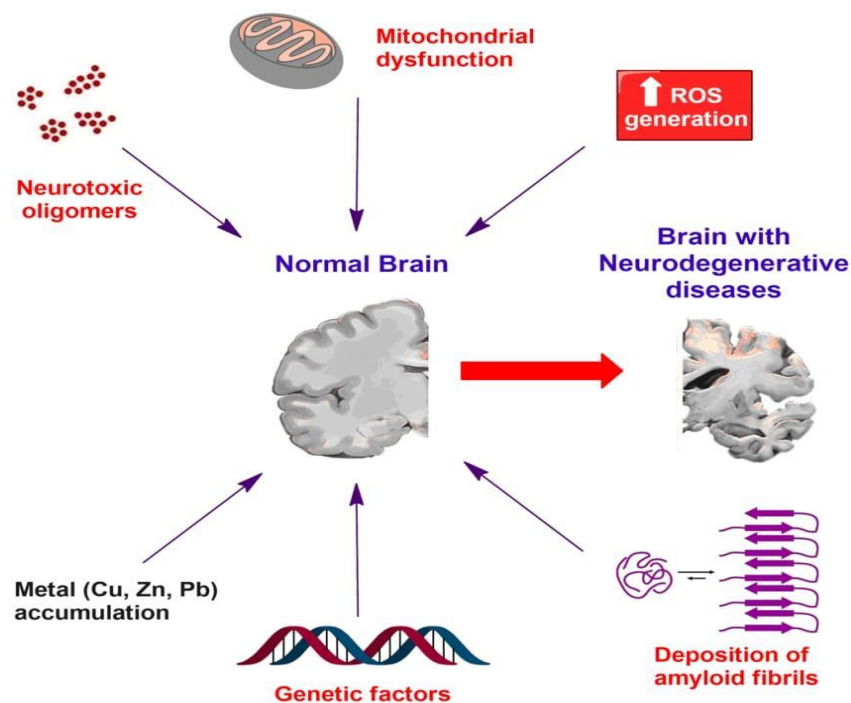 Mitochondrial
dysfunction
ROS
generation
Neurotoxic
oligomers
Normal Brain
Brain with
Neurodegenerative
diseases
Metal (Cu, Zn, Pb)
accumulation
Genetic factors
Deposition of
amyloid fibrils